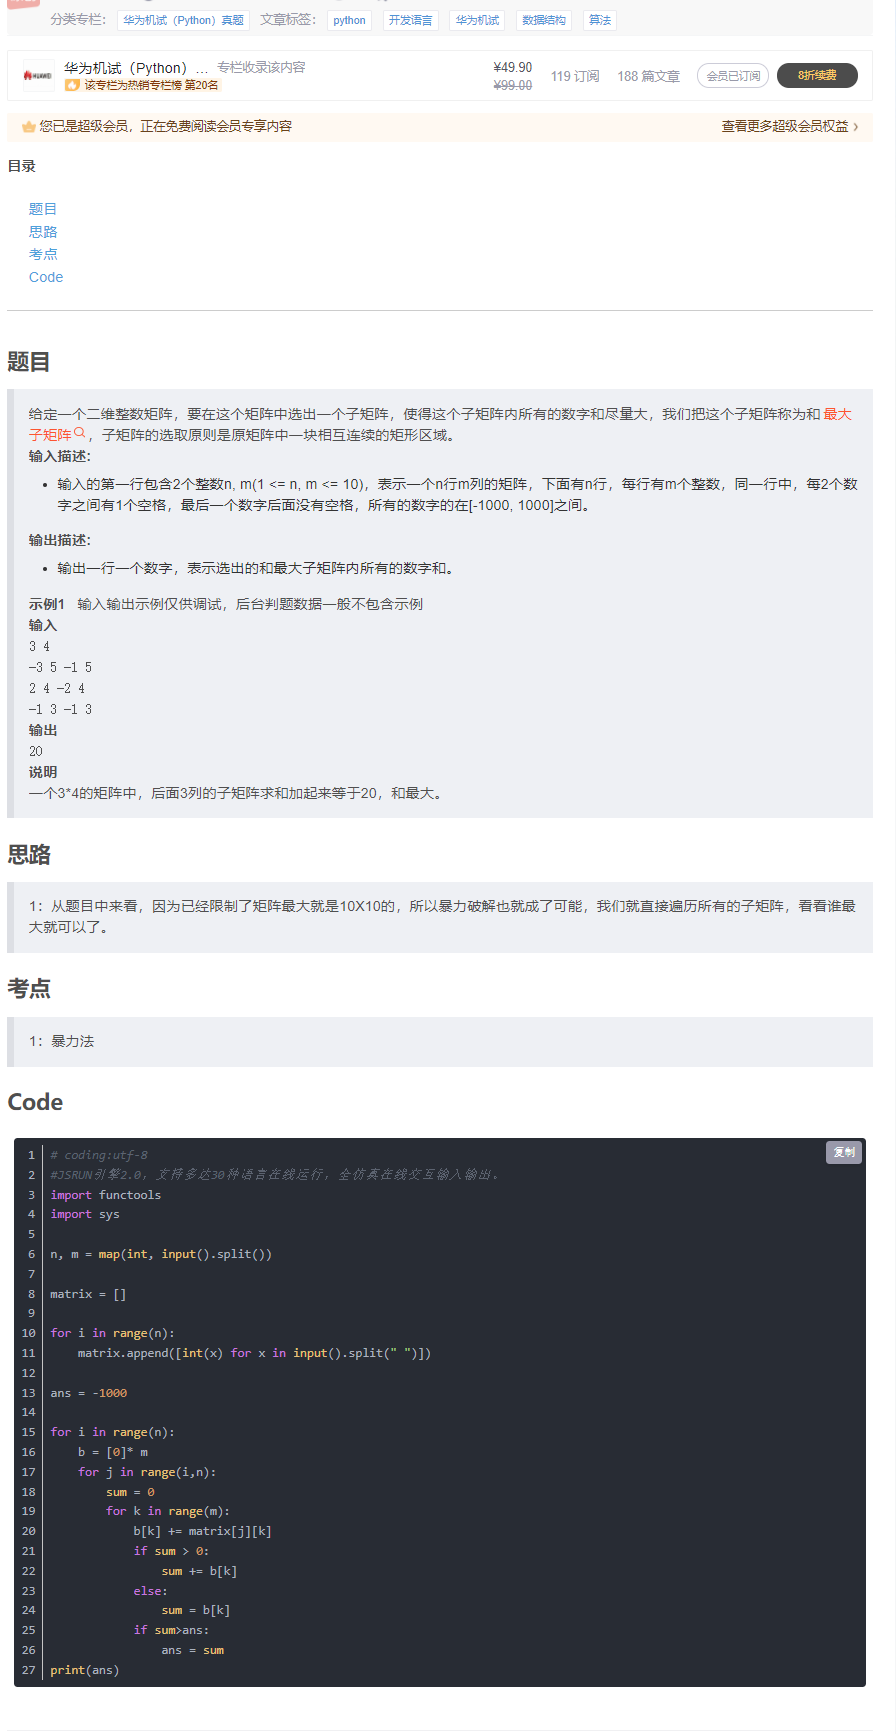 分类专栏： 华为机试（Python）真题 文章标签： python 开发语言 华为机试 数据结构 算法
HUAWEI 华为机试（Python）... 专栏收录该内容 ¥49.90 119 订阅 188 篇文章 会员已订阅 8折续费
该专栏为热销专栏榜 第20名 ¥99.00
您已是超级会员，正在免费阅读会员专享内容 查看更多超级会员权益
目录
题目
思路
考点
Code
题目
给定一个二维整数矩阵，要在这个矩阵中选出一个子矩阵，使得这个子矩阵内所有的数字和尽量大，我们把这个子矩阵称为和 最大
子矩阵，子矩阵的选取原则是原矩阵中一块相互连续的矩形区域。
输入描述：
• 输入的第一行包含2个整数n, m(1 <= n, m <= 10)，表示一个n行m列的矩阵，下面有n行，每行有m个整数，同一行中，每2个数
字之间有1个空格，最后一个数字后面没有空格，所有的数字的在[-1000, 1000]之间。
输出描述：
• 输出一行一个数字，表示选出的和最大子矩阵内所有的数字和。
示例1 输入输出示例仅供调试，后台判题数据一般不包含示例
输入
3 4
-3 5 -1 5
2 4 -2 4
-1 3 -1 3
输出
20
说明
一个3*4的矩阵中，后面3列的子矩阵求和加起来等于20，和最大。
思路
1：从题目中来看，因为已经限制了矩阵最大就是10X10的，所以暴力破解也就成了可能，我们就直接遍历所有的子矩阵，看看谁最
大就可以了。
考点
1：暴力法
Code
复制
1 # coding:utf-8
2 #JSRUN引擎2.0，支持多达30种语言在线运行，全仿真在线交互输入输出。
3 import functools
4 import sys
5
6 n, m = map(int, input().split())
7
8 matrix = []
9
10 for i in range(n):
11     matrix.append([int(x) for x in input().split(" ")])
12
13 ans = -1000
14
15 for i in range(n):
16     b = [0]* m
17     for j in range(i,n):
18         sum = 0
19         for k in range(m):
20             b[k] += matrix[j][k]
21             if sum > 0:
22                 sum += b[k]
23             else:
24                 sum = b[k]
25             if sum>ans:
26                 ans = sum
27 print(ans)